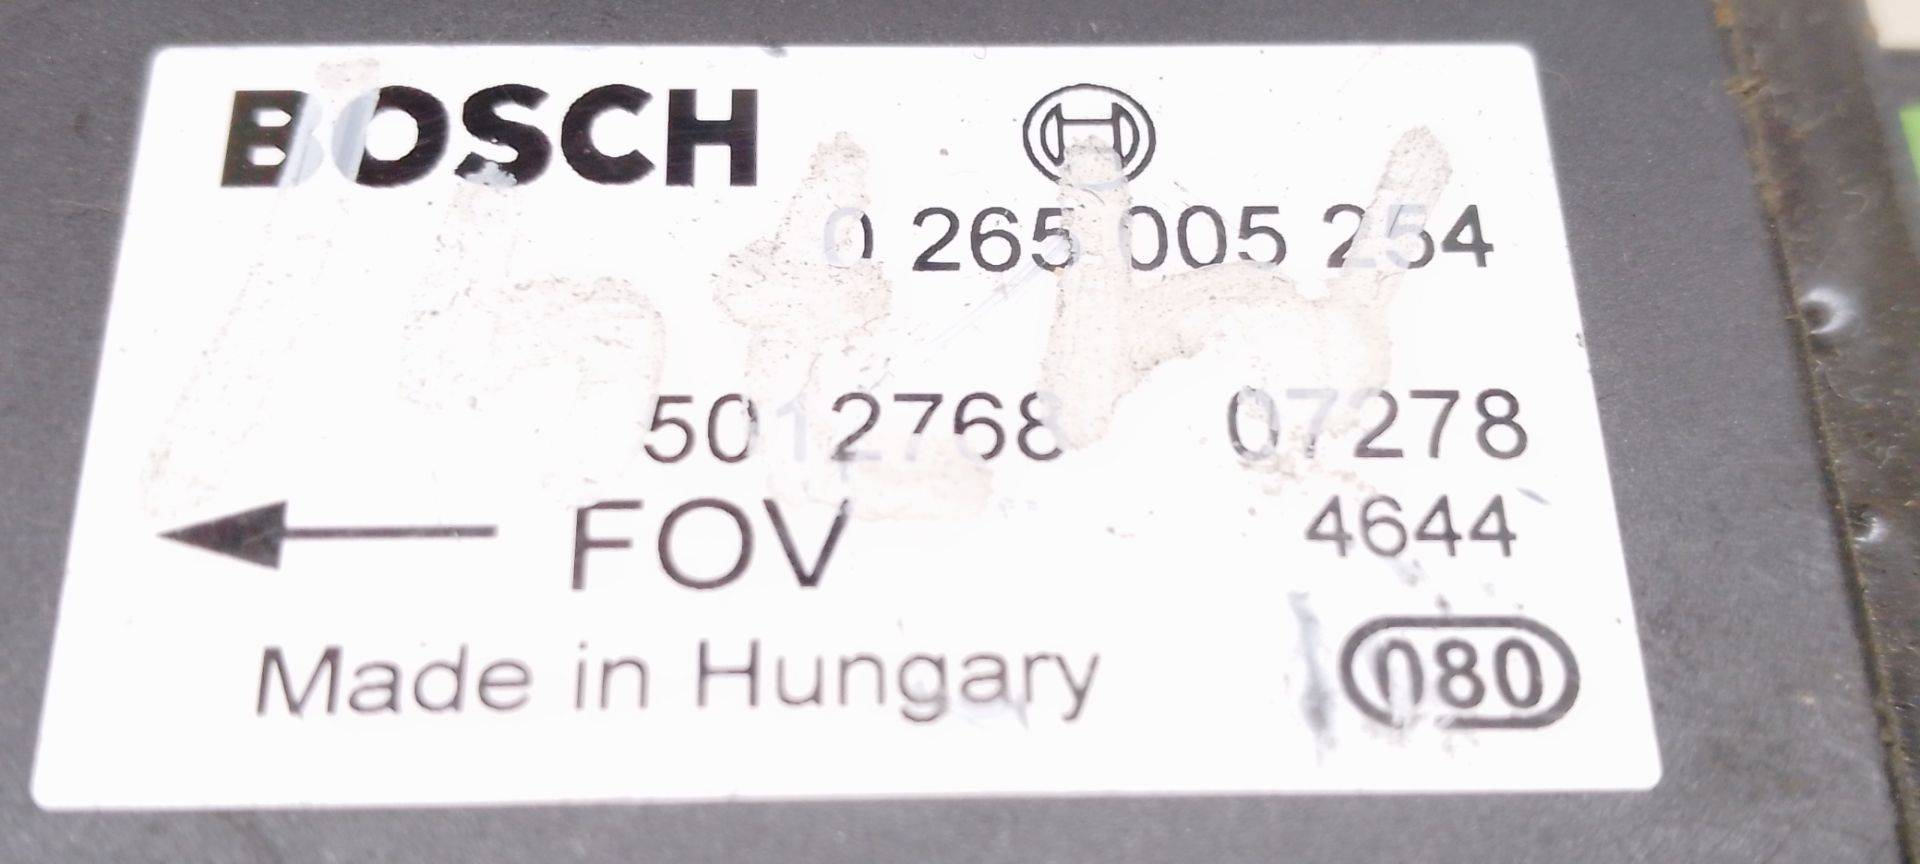 BOSCH
0 265 005 254
5012768 07278
FOV 4644
Made in Hungary 080